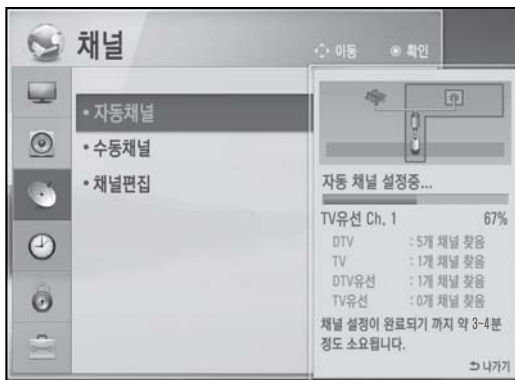 채널
이동 확인
• 자동채널
• 수동채널
• 채널편집
자동 채널 설정중...
TV유선 Ch. 1 67%
DTV : 5개 채널 찾음
TV : 1개 채널 찾음
DTV유선 : 1개 채널 찾음
TV유선 : 0개 채널 찾음
채널 설정이 완료되기 까지 약 3~4분
정도 소요됩니다.
나가기